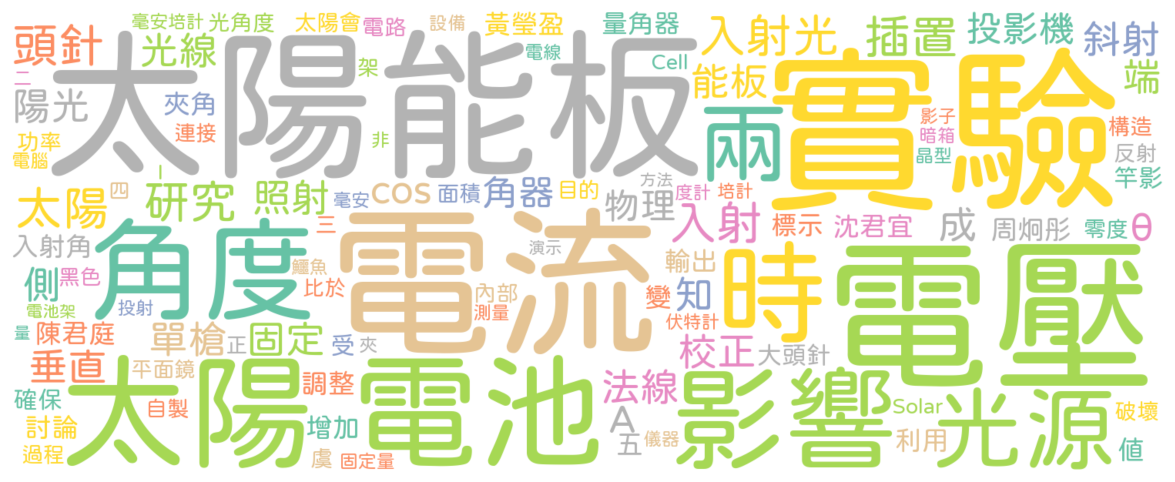 毫安培計 光角度 太陽會 電路 設備 黃瑩盈 量角器 入射光 插置 投影機 斜射
頭針 光線 電線
太陽能板 實驗
二 架 Cell 能板 端
陽光 夾角 兩 影子 構造
功率 連接 非 暗箱
電腦 晶型 反射
太陽 四 研究 照射 毫安 cos 面積 角器 目的 方法 度計 培計 竿影
物理
入射角 角度 三 電流 演示 入射 標示 沈君宜 成 周炯彤 零度 θ
側 黑色 鱷魚 輸出 時 電壓
電池架 投射 比於 內部 變 知
量 陳君庭 單槍 正 固定 受 夾 測量 伏特計
垂直 平面鏡 校正 大頭針
太陽電池 影響 光源
確保 自製 調整 法線
討論 增加 A Solar 破壞
過程 虞 固定量 五 儀器 利用 值